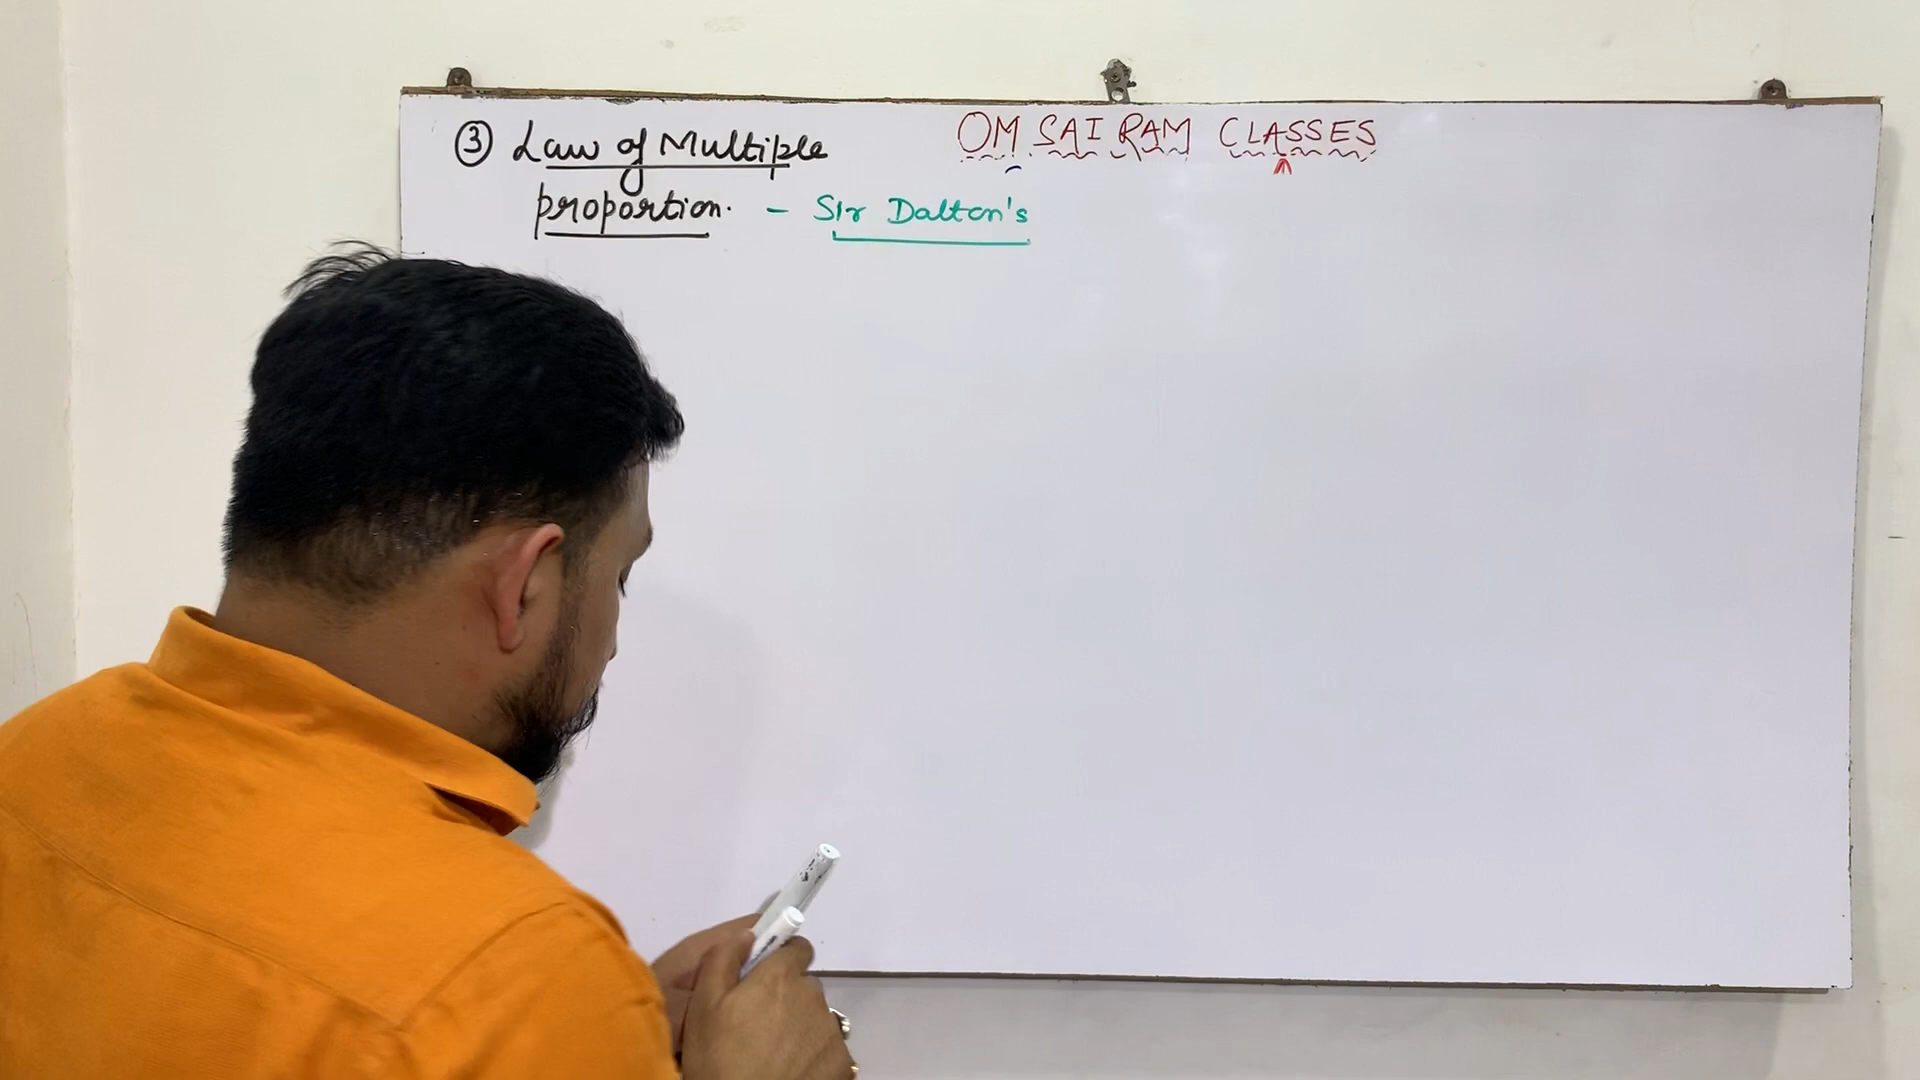 ③ Law of Multiple
proportion. - Sir Dalton's
OM SAI RAM CLASSES